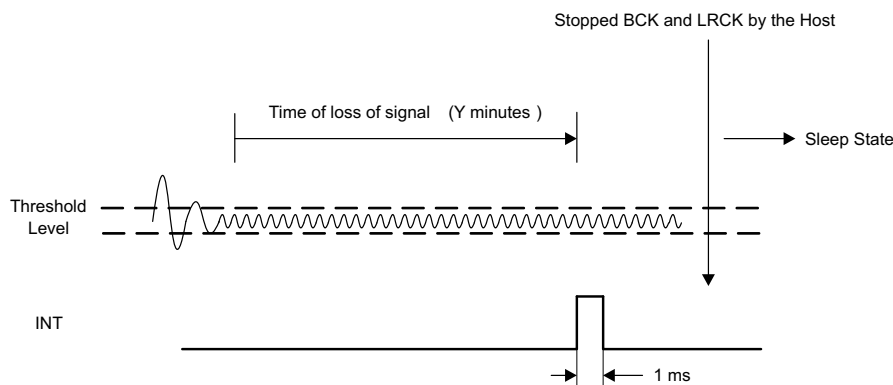 Stopped BCK and LRCK by the Host
Time of loss of signal (Y minutes )
Sleep State
Threshold
Level
INT
1 ms